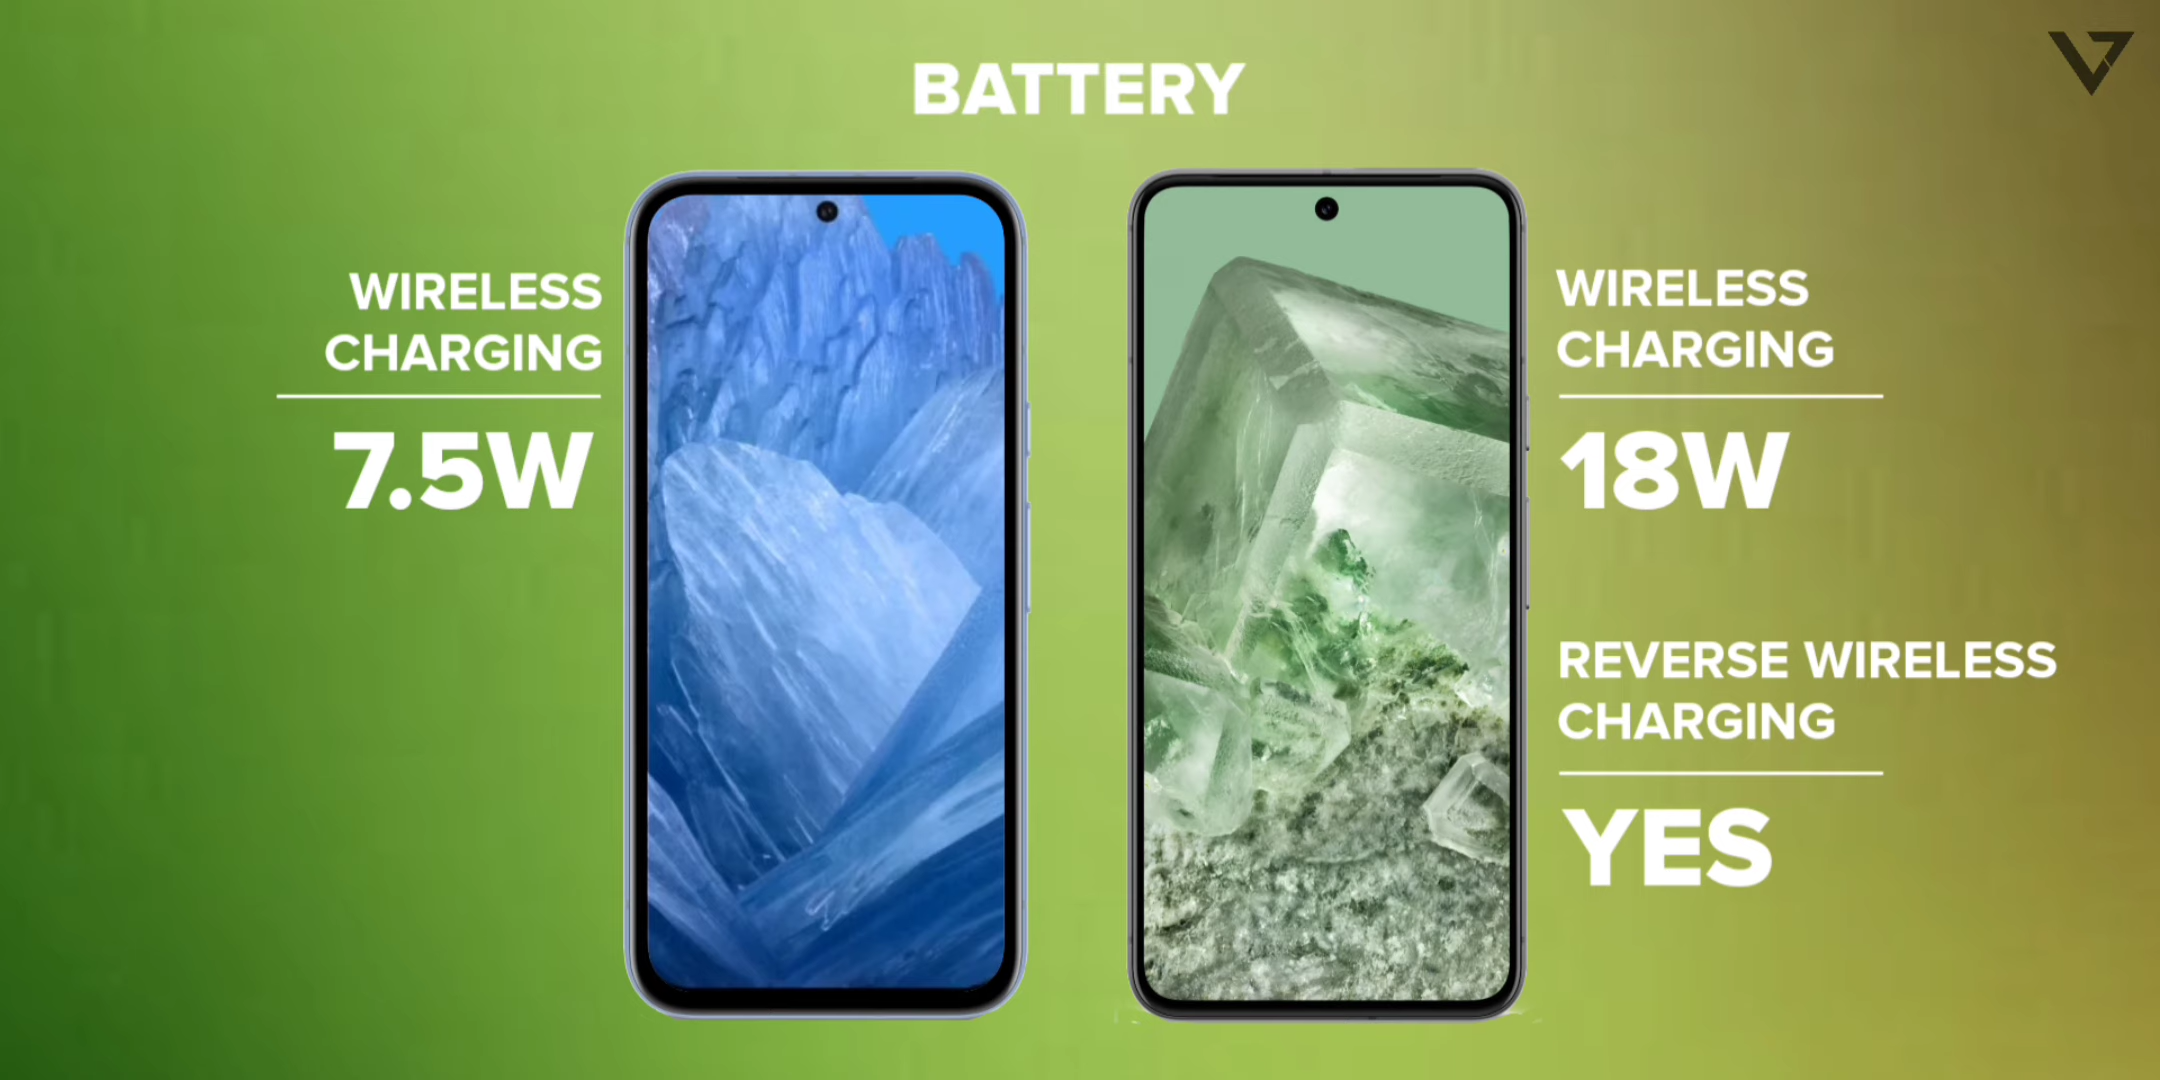 BATTERY
WIRELESS
CHARGING
7.5W
WIRELESS
CHARGING
18W
REVERSE WIRELESS
CHARGING
YES